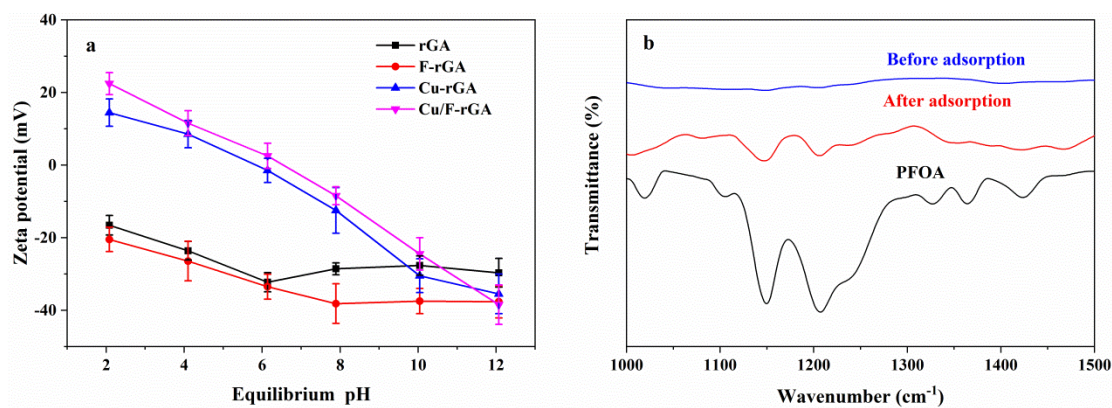 a
rGA
F-rGA
Cu-rGA
Cu/F-rGA
40
20
0
-20
-40
Zeta potential (mV)
2
4
6
8
10
12
Equilibrium pH
b
Before adsorption
After adsorption
PFOA
Transmittance (%)
1000
1100
1200
1300
1400
1500
Wavenumber (cm⁻¹)